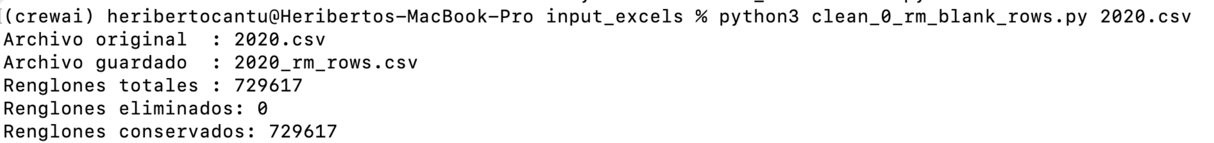 (crewai) heribertocantu@Heribertos-MacBook-Pro input_excels % python3 clean_0_rm_blank_rows.py 2020.csv
Archivo original  : 2020.csv
Archivo guardado  : 2020_rm_rows.csv
Renglones totales : 729617
Renglones eliminados: 0
Renglones conservados: 729617